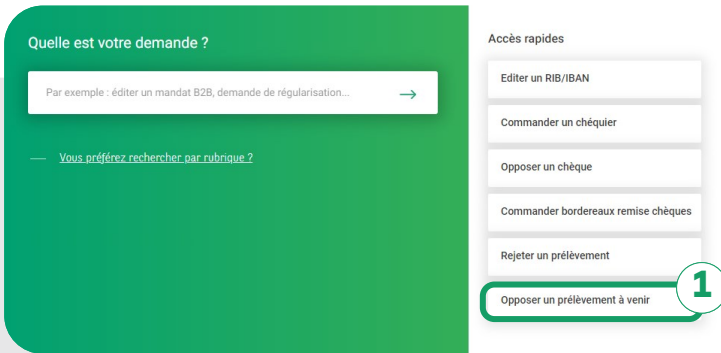 Quelle est votre demande ?
Par exemple : éditer un mandat B2B, demande de régularisation...
Vous préférez rechercher par rubrique ?
Accès rapides
Editer un RIB/IBAN
Commander un chéquier
Opposer un chèque
Commander bordereaux remise chèques
Rejeter un prélèvement
Opposer un prélèvement à venir
1